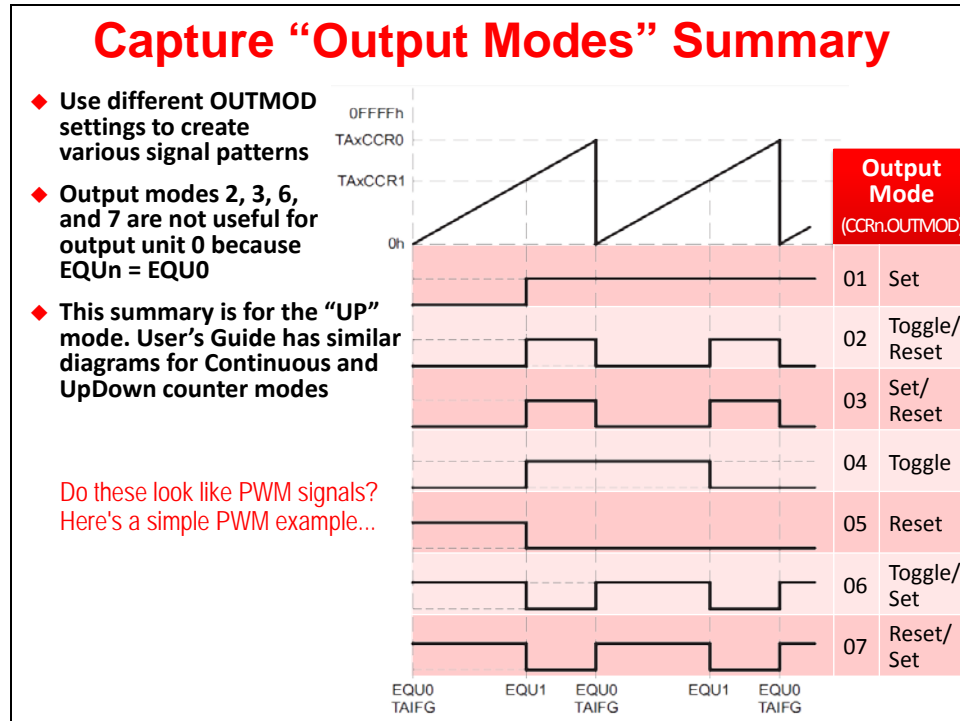 Capture “Output Modes” Summary
◆ Use different OUTMOD
settings to create
various signal patterns
◆ Output modes 2, 3, 6,
and 7 are not useful for
output unit 0 because
EQUn = EQU0
◆ This summary is for the “UP”
mode. User’s Guide has similar
diagrams for Continuous and
UpDown counter modes
Do these look like PWM signals?
Here's a simple PWM example...
0FFFFh
TAxCCR0
TAxCCR1
0h
Output
Mode
(CCRn.OUTMOD)
01 Set
02 Toggle/
Reset
03 Set/
Reset
04 Toggle
05 Reset
06 Toggle/
Set
07 Reset/
Set
EQU0 EQU1 EQU0 EQU1 EQU0
TAIFG TAIFG TAIFG